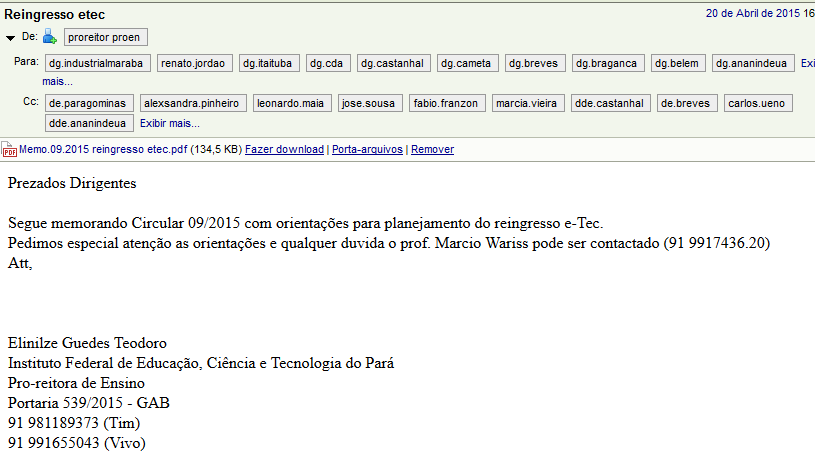 Reingresso etec
20 de Abril de 2015 16
De: proreitor proen
Para: dg.industrialmaraba renato.jordao dg.itaituba dg.cda dg.castanhal dg.cameta dg.breves dg.braganca dg.belem dg.ananindeua Exi
mais...
Cc: de.paragominas alexsandra.pinheiro leonardo.maia jose.sousa fabio.franzon marcia.vieira dde.castanhal de.breves carlos.ueno
dde.ananindeua Exibir mais...
PDF Memo.09.2015 reingresso etec.pdf (134,5 KB) Fazer download | Porta-arquivos | Remover
Prezados Dirigentes
Segue memorando Circular 09/2015 com orientações para planejamento do reingresso e-Tec.
Pedimos especial atenção as orientações e qualquer duvida o prof. Marcio Wariss pode ser contactado (91 9917436.20)
Att,
Elinilze Guedes Teodoro
Instituto Federal de Educação, Ciência e Tecnologia do Pará
Pro-reitora de Ensino
Portaria 539/2015 - GAB
91 981189373 (Tim)
91 991655043 (Vivo)